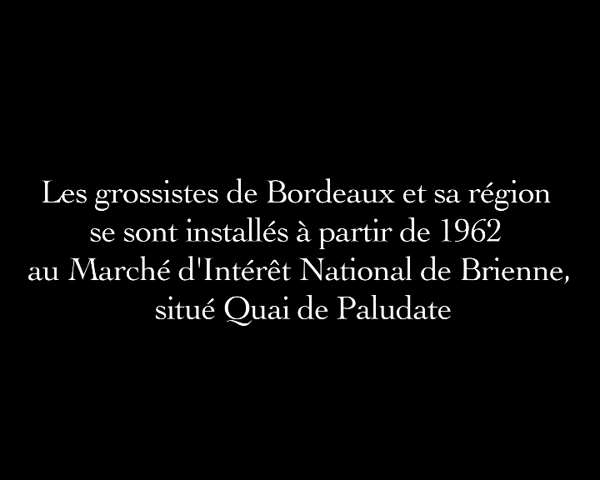 Les grossistes de Bordeaux et sa région
se sont installés à partir de 1962
au Marché d'Intérêt National de Brienne,
situé Quai de Paludate